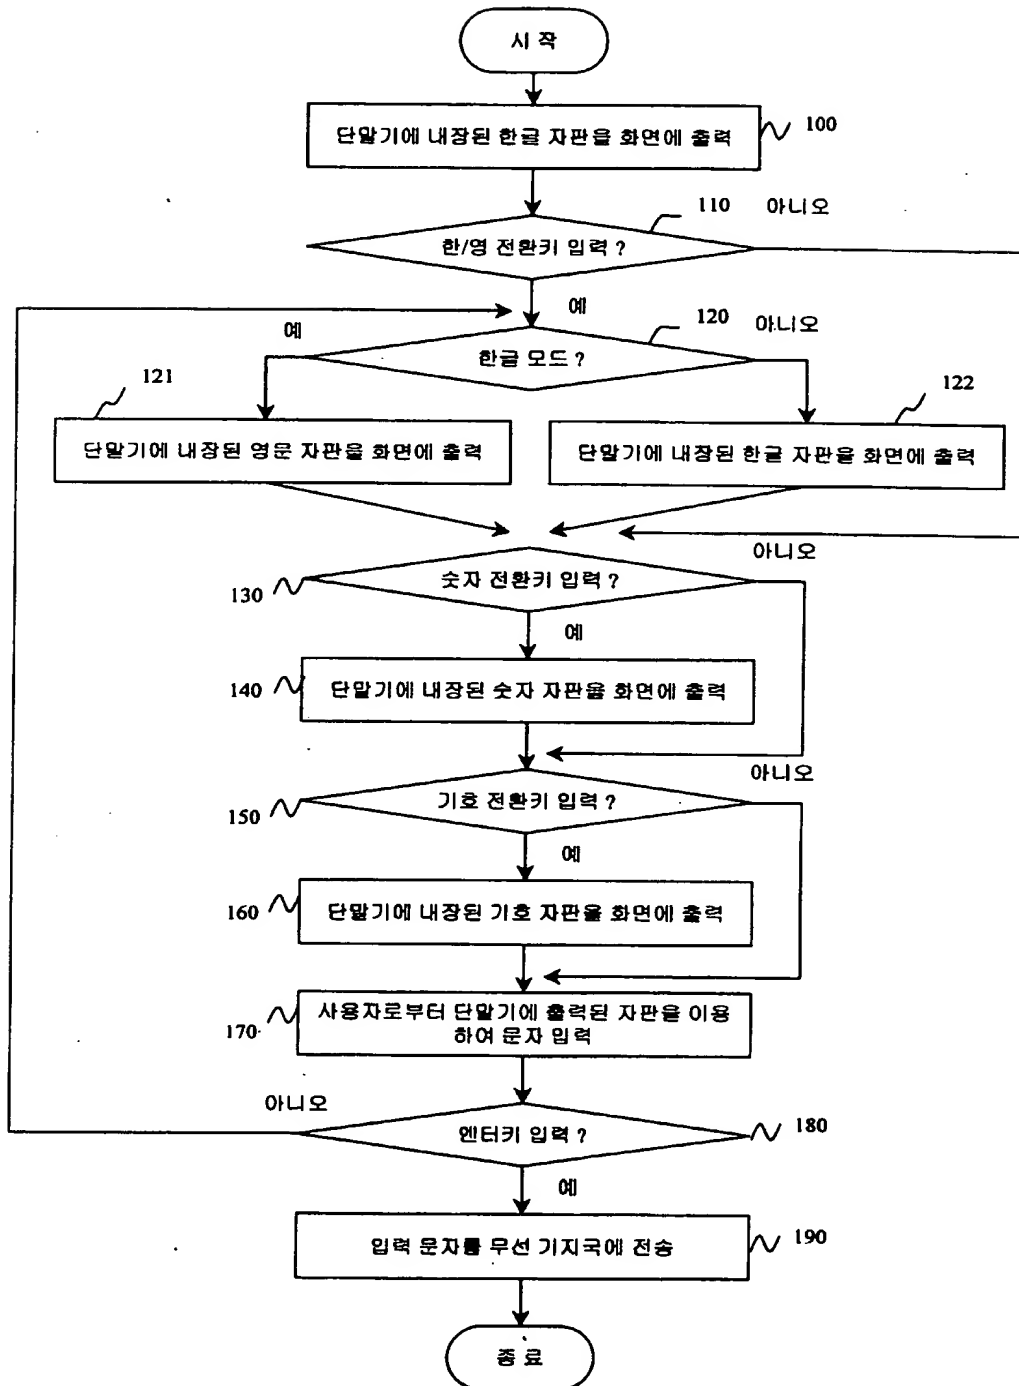 시 작
단말기에 내장된 한글 자판을 화면에 출력
100
110
아니오
한/영 전환키 입력 ?
예
예
120
아니오
한글 모드 ?
121
122
단말기에 내장된 영문 자판을 화면에 출력
단말기에 내장된 한글 자판을 화면에 출력
아니오
숫자 전환키 입력 ?
130
예
단말기에 내장된 숫자 자판을 화면에 출력
140
아니오
기호 전환키 입력 ?
150
예
단말기에 내장된 기호 자판을 화면에 출력
160
사용자로부터 단말기에 출력된 자판을 이용
하여 문자 입력
170
아니오
엔터키 입력 ?
180
예
입력 문자를 무선 기지국에 전송
190
종 료